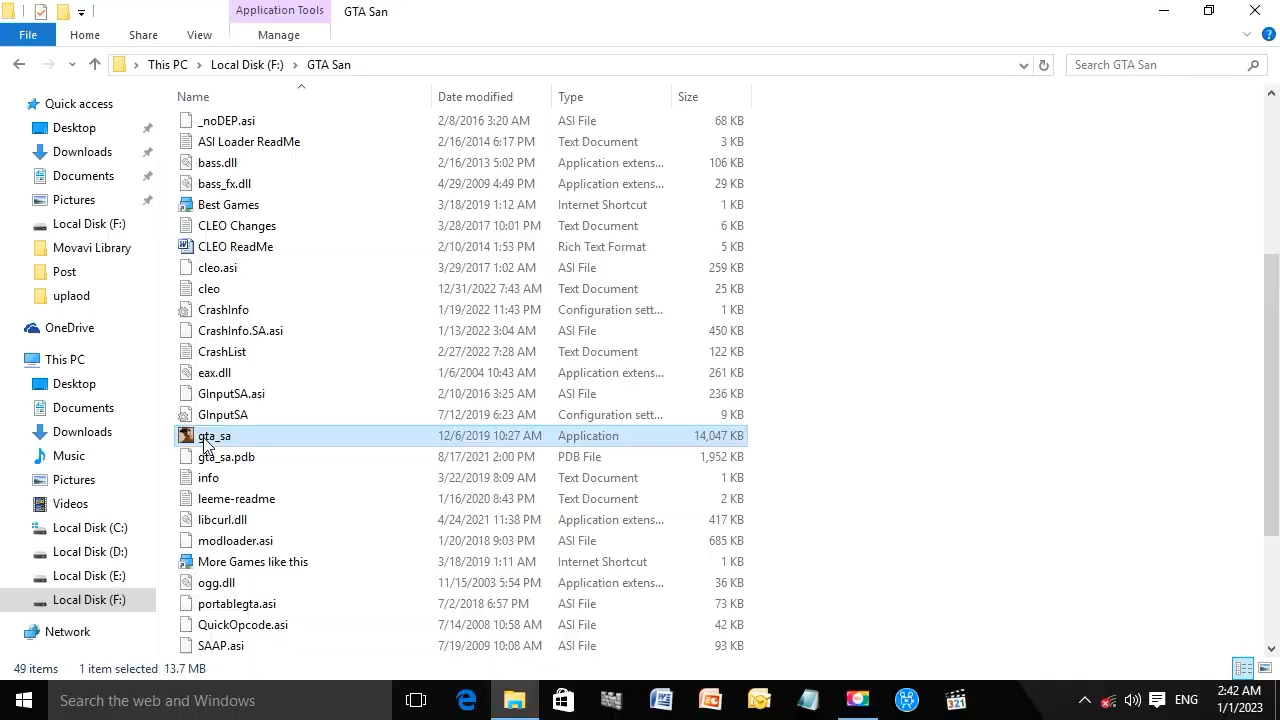 Application Tools
GTA San
File
Home
Share
View
Manage
This PC
Local Disk (F:)
GTA San
Search GTA San
Name
Date modified
Type
Size
Quick access
Desktop
Downloads
Documents
Pictures
Local Disk (F:)
Movavi Library
Post
uplaod
OneDrive
This PC
Desktop
Documents
Downloads
Music
Pictures
Videos
Local Disk (C:)
Local Disk (D:)
Local Disk (E:)
Local Disk (F:)
Network
_noDEP.asi 2/8/2016 3:20 AM ASI File 68 KB
ASI Loader ReadMe 2/16/2014 6:17 PM Text Document 3 KB
bass.dll 2/16/2013 5:02 PM Application extens... 106 KB
bass_fx.dll 4/29/2009 4:49 PM Application extens... 29 KB
Best Games 3/18/2019 1:12 AM Internet Shortcut 1 KB
CLEO Changes 3/28/2017 10:01 PM Text Document 6 KB
CLEO ReadMe 2/10/2014 1:53 PM Rich Text Format 5 KB
cleo.asi 3/29/2017 1:02 AM ASI File 259 KB
cleo 12/31/2022 7:43 AM Text Document 25 KB
CrashInfo 1/19/2022 11:43 PM Configuration sett... 1 KB
CrashInfo.SA.asi 1/13/2022 3:04 AM ASI File 450 KB
CrashList 2/27/2022 7:28 AM Text Document 122 KB
eax.dll 1/6/2004 10:43 AM Application extens... 261 KB
GInputSA.asi 2/10/2016 3:25 AM ASI File 236 KB
GInputSA 7/12/2019 6:23 AM Configuration sett... 9 KB
gta_sa 12/6/2019 10:27 AM Application 14,047 KB
gta_sa.pdb 8/17/2021 2:00 PM PDB File 1,952 KB
info 3/22/2019 8:09 AM Text Document 1 KB
leeme-readme 1/16/2020 8:43 PM Text Document 2 KB
libcurl.dll 4/24/2021 11:38 PM Application extens... 417 KB
modloader.asi 1/20/2018 9:03 PM ASI File 685 KB
More Games like this 3/18/2019 1:11 AM Internet Shortcut 1 KB
ogg.dll 11/15/2003 5:54 PM Application extens... 36 KB
portablegta.asi 7/2/2018 6:57 PM ASI File 73 KB
QuickOpcode.asi 7/14/2008 10:58 AM ASI File 42 KB
SAAP.asi 7/19/2009 10:08 AM ASI File 93 KB
49 items 1 item selected 13.7 MB
Search the web and Windows
321
ENG
2:42 AM
1/1/2023